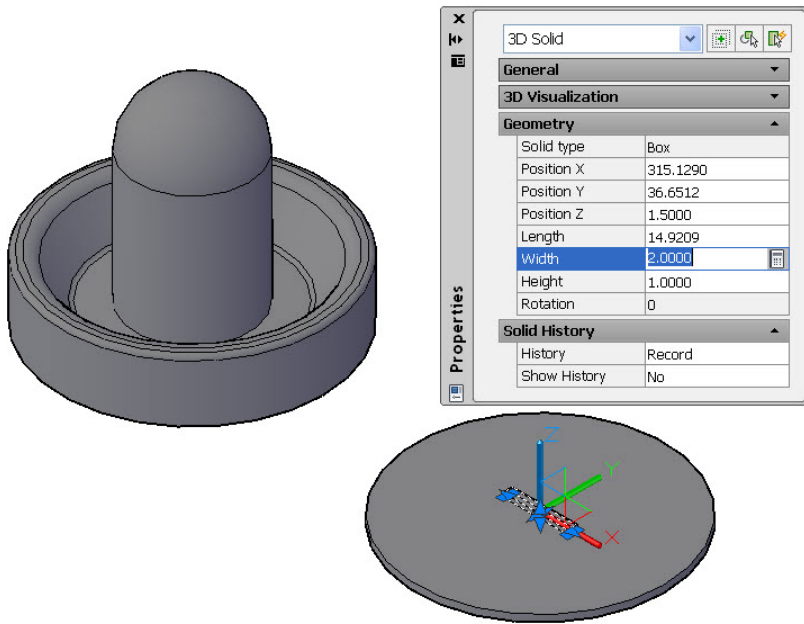 3D Solid
General
3D Visualization
Geometry
Solid type Box
Position X 315.1290
Position Y 36.6512
Position Z 1.5000
Length 14.9209
Width 2.0000
Height 1.0000
Rotation 0
Solid History
History Record
Show History No
Properties
Z
Y
X